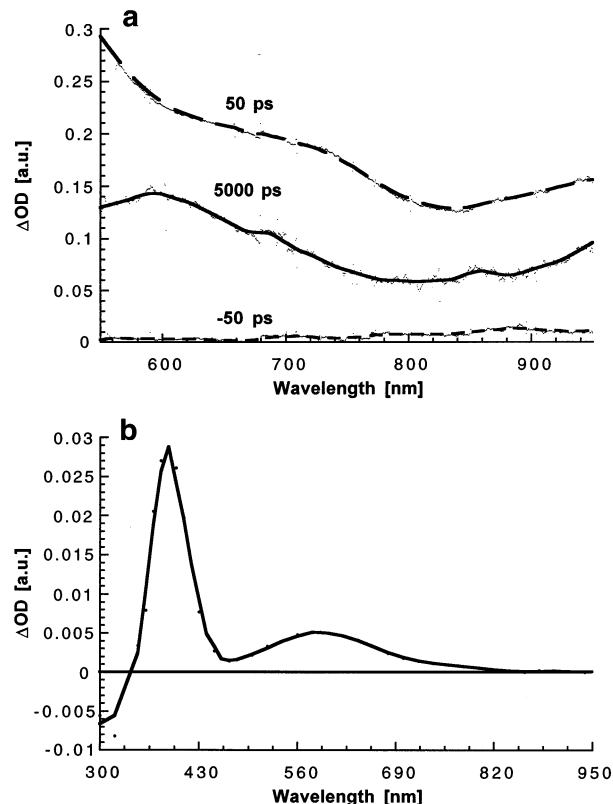 a
0.3
0.25
0.2
0.15
0.1
0.05
0
ΔOD [a.u.]
50 ps
5000 ps
-50 ps
600 700 800 900
Wavelength [nm]
b
0.03
0.025
0.02
0.015
0.01
0.005
0
-0.005
-0.01
ΔOD [a.u.]
300 430 560 690 820 950
Wavelength [nm]